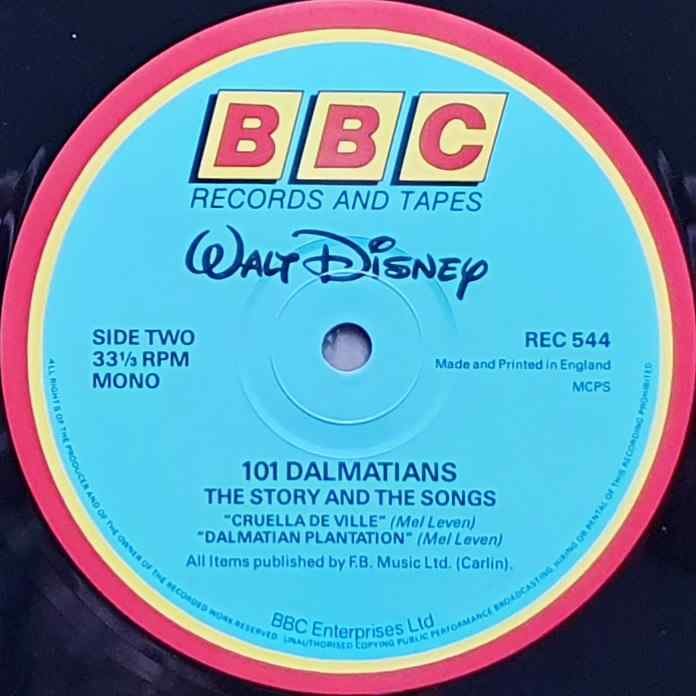 BBC
RECORDS AND TAPES
WALT DISNEY
SIDE TWO
33⅓ RPM
MONO
REC 544
Made and Printed in England
MCPS
101 DALMATIANS
THE STORY AND THE SONGS
"CRUELLA DE VILLE" (Mel Leven)
"DALMATIAN PLANTATION" (Mel Leven)
All Items published by F.B. Music Ltd. (Carlin).
BBC Enterprises Ltd
ALL RIGHTS OF THE PRODUCER AND OF THE OWNER OF THE RECORDED WORK RESERVED. UNAUTHORISED COPYING PUBLIC PERFORMANCE BROADCASTING, HIRING OR RENTAL OF THIS RECORDING PROHIBITED